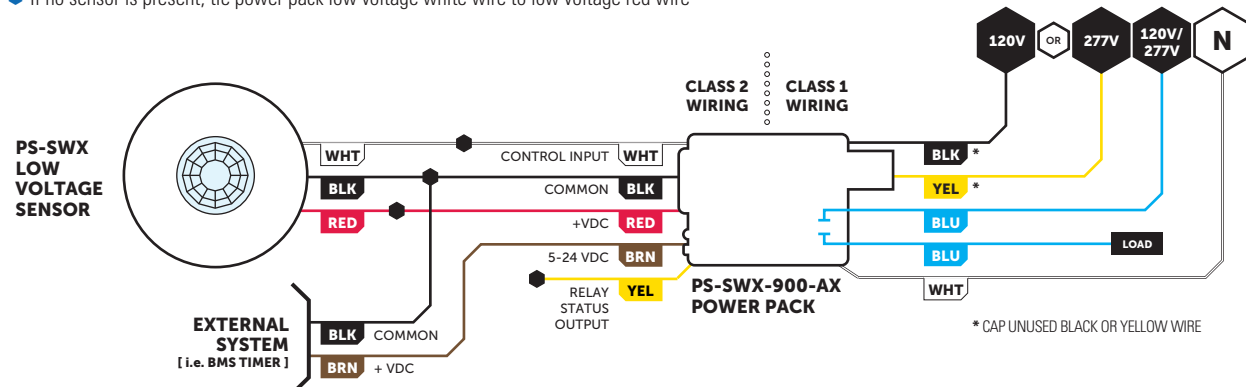 If no sensor is present, tie power pack low voltage white wire to low voltage red wire
120V
OR
277V
120V/
277V
N
CLASS 2
WIRING
CLASS 1
WIRING
PS-SWX
LOW
VOLTAGE
SENSOR
WHT
CONTROL INPUT
WHT
BLK *
BLK
COMMON
BLK
YEL *
RED
+VDC
RED
BLU
5-24 VDC
BRN
BLU
LOAD
YEL
RELAY
STATUS
OUTPUT
PS-SWX-900-AX
POWER PACK
WHT
EXTERNAL
SYSTEM
[ i.e. BMS TIMER ]
BLK
COMMON
BRN
+ VDC
* CAP UNUSED BLACK OR YELLOW WIRE